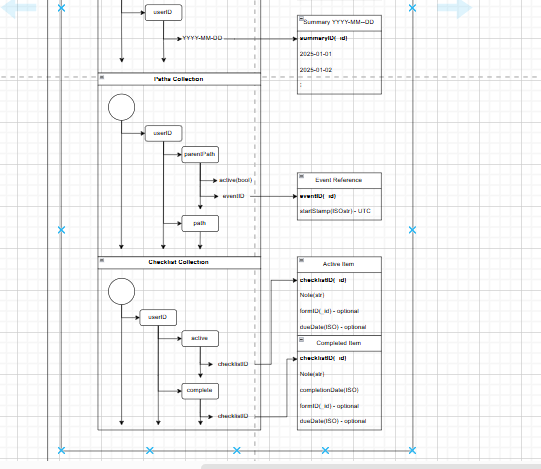 userID
YYYY-MM-DD
Summary YYYY-MM-DD
summaryID(_id)
2025-01-01
2025-01-02
:
Paths Collection
userID
parentPath
active(bool)
eventID
path
Event Reference
eventID(_id)
startStamp(ISOstr) - UTC
Checklist Collection
userID
active
checklistID
complete
checklistID
Active Item
checklistID(_id)
Note(str)
formID(_id) - optional
dueDate(ISO) - optional
Completed Item
checklistID(_id)
Note(str)
completionDate(ISO)
formID(_id) - optional
dueDate(ISO) - optional